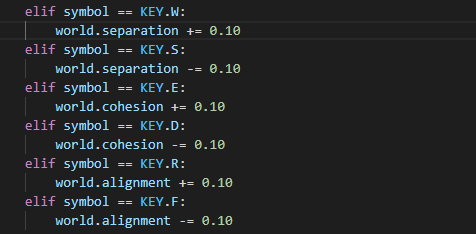 elif symbol == KEY.W:
world.separation += 0.10
elif symbol == KEY.S:
world.separation -= 0.10
elif symbol == KEY.E:
world.cohesion += 0.10
elif symbol == KEY.D:
world.cohesion -= 0.10
elif symbol == KEY.R:
world.alignment += 0.10
elif symbol == KEY.F:
world.alignment -= 0.10